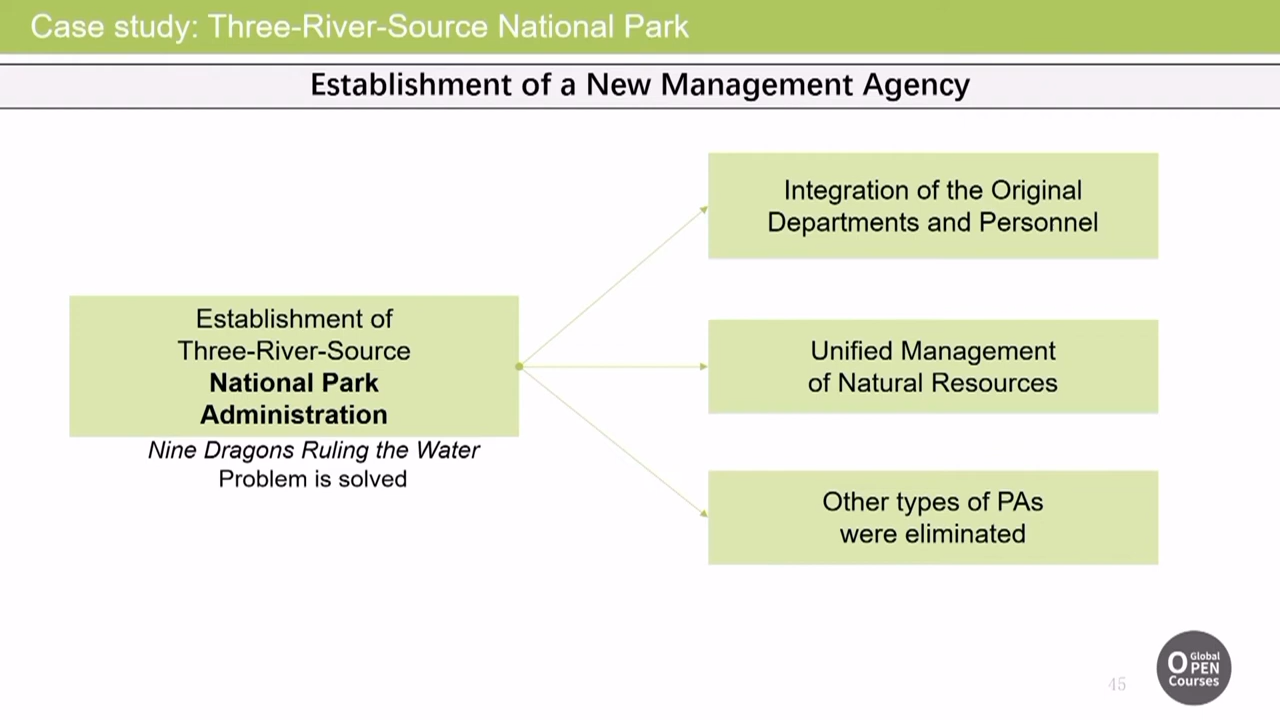 Case study: Three-River-Source National Park
Establishment of a New Management Agency
Establishment of
Three-River-Source
National Park
Administration
Nine Dragons Ruling the Water
Problem is solved
Integration of the Original
Departments and Personnel
Unified Management
of Natural Resources
Other types of PAs
were eliminated
45
Global
OPEN
Courses